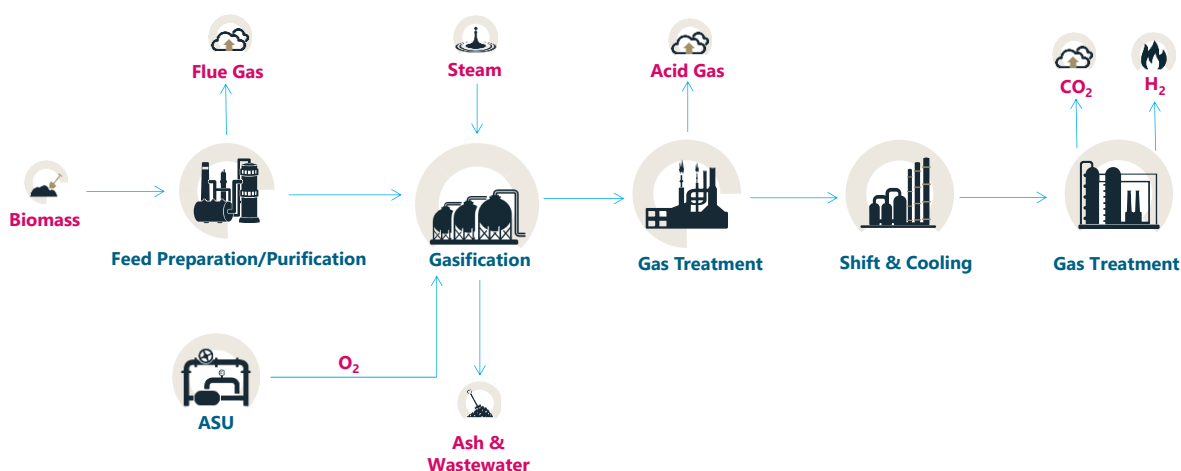 Flue Gas
Steam
Acid Gas
CO₂
H₂
Biomass
Feed Preparation/Purification
Gasification
Gas Treatment
Shift & Cooling
Gas Treatment
O₂
ASU
Ash &
Wastewater